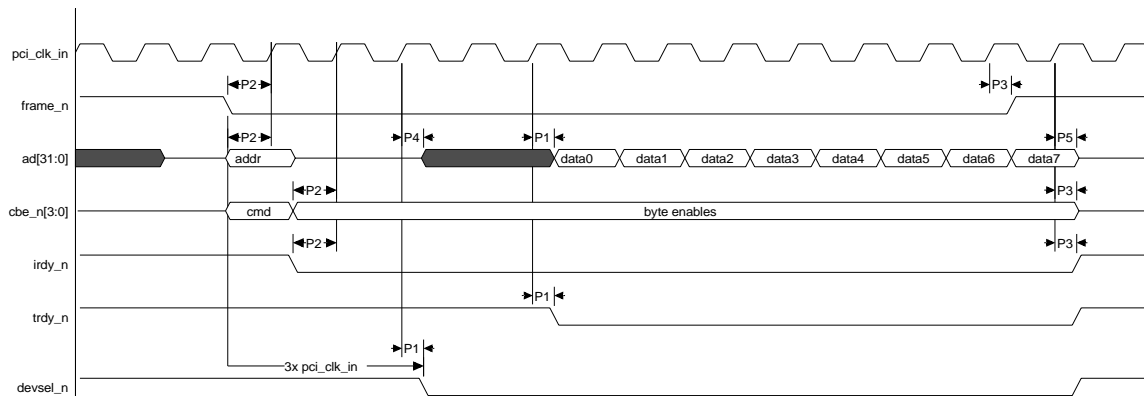 pci_clk_in
P2
P3
frame_n
P2
P4
P1
P5
ad[31:0]
addr
data0
data1
data2
data3
data4
data5
data6
data7
P2
P3
cbe_n[3:0]
cmd
byte enables
P2
P3
irdy_n
P1
trdy_n
P1
3x pci_clk_in
devsel_n